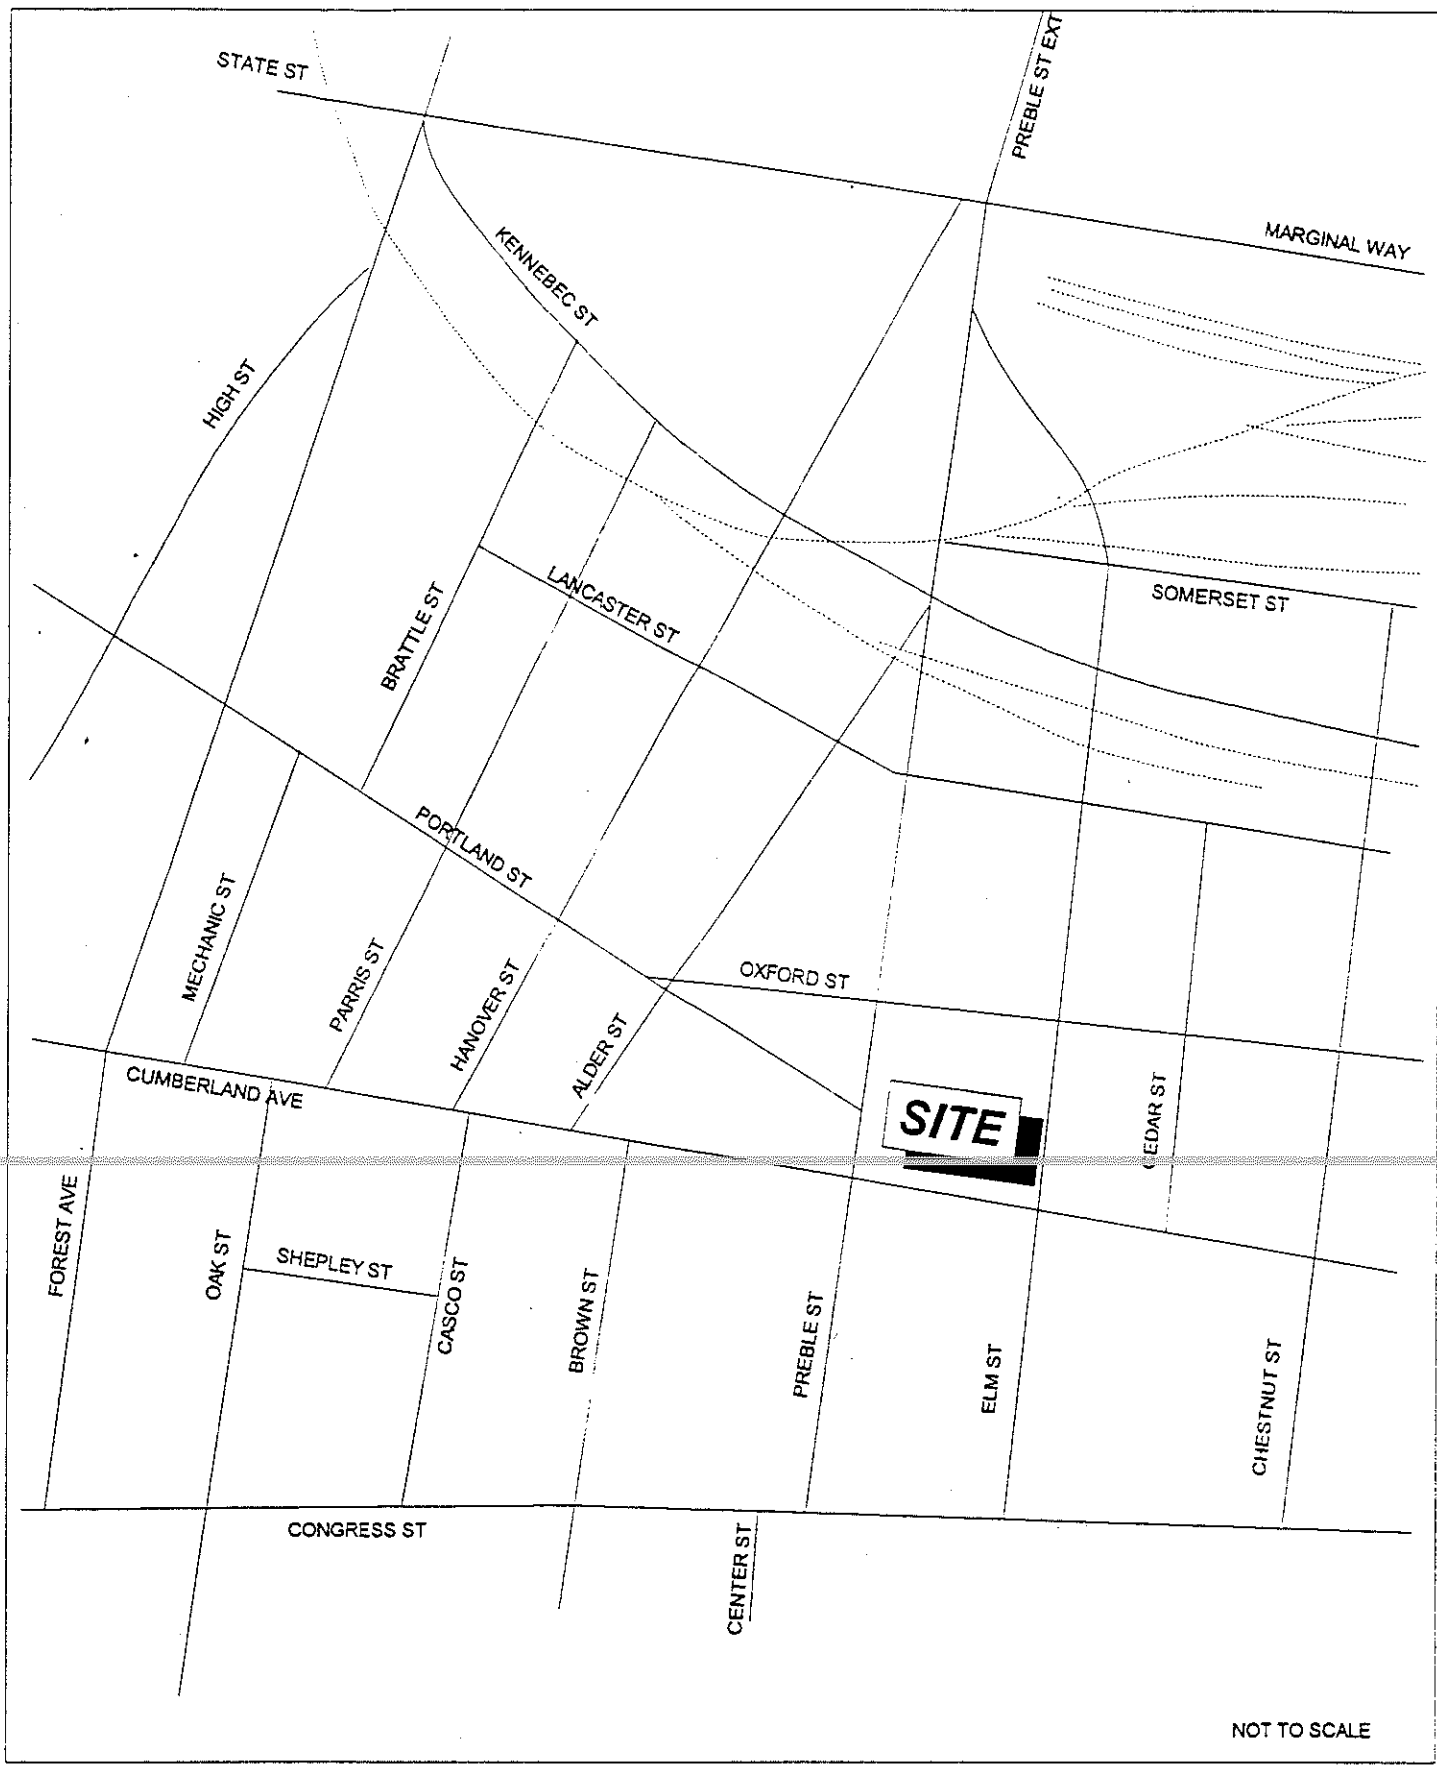 STATE ST
PREBLE ST EXT
MARGINAL WAY
KENNEBEC ST
HIGH ST
LANCASTER ST
SOMERSET ST
BRATTLE ST
PORTLAND ST
MECHANIC ST
PARRIS ST
HANOVER ST
OXFORD ST
ALDER ST
CUMBERLAND AVE
SITE
CEDAR ST
FOREST AVE
OAK ST
SHEPLEY ST
CASCO ST
BROWN ST
PREBLE ST
ELM ST
CHESTNUT ST
CONGRESS ST
CENTER ST
NOT TO SCALE